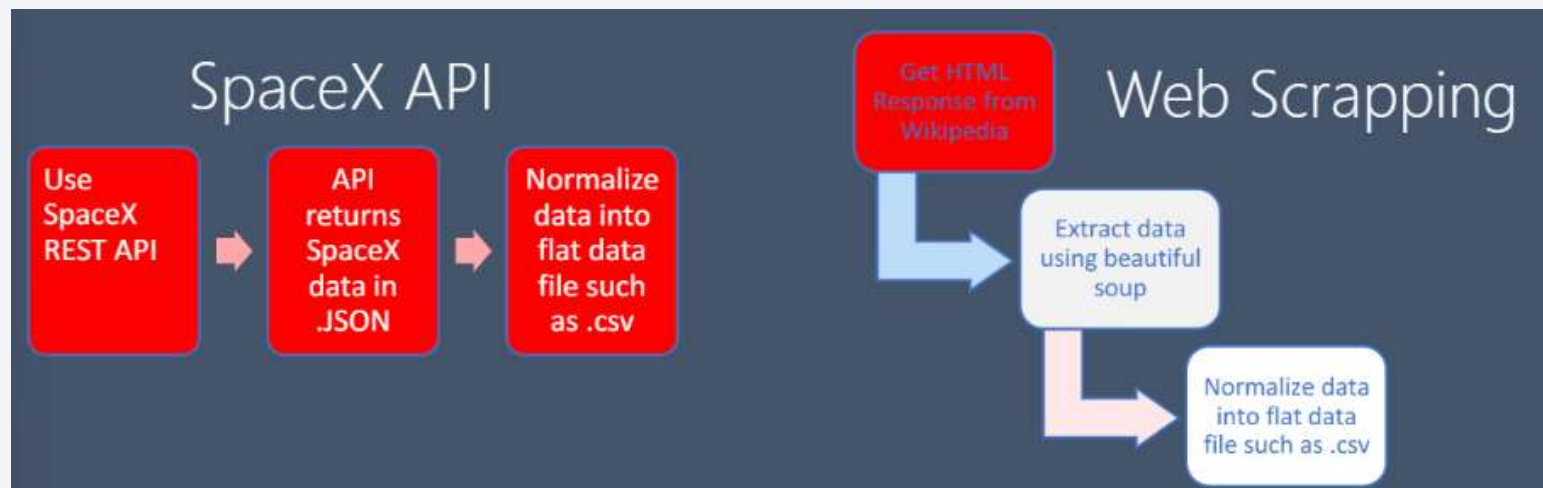 SpaceX API
Use
SpaceX
REST API
API
returns
SpaceX
data in
.JSON
Normalize
data into
flat data
file such
as .csv
Web Scrapping
Get HTML
Response from
Wikipedia
Extract data
using beautiful
soup
Normalize data
into flat data
file such as .csv